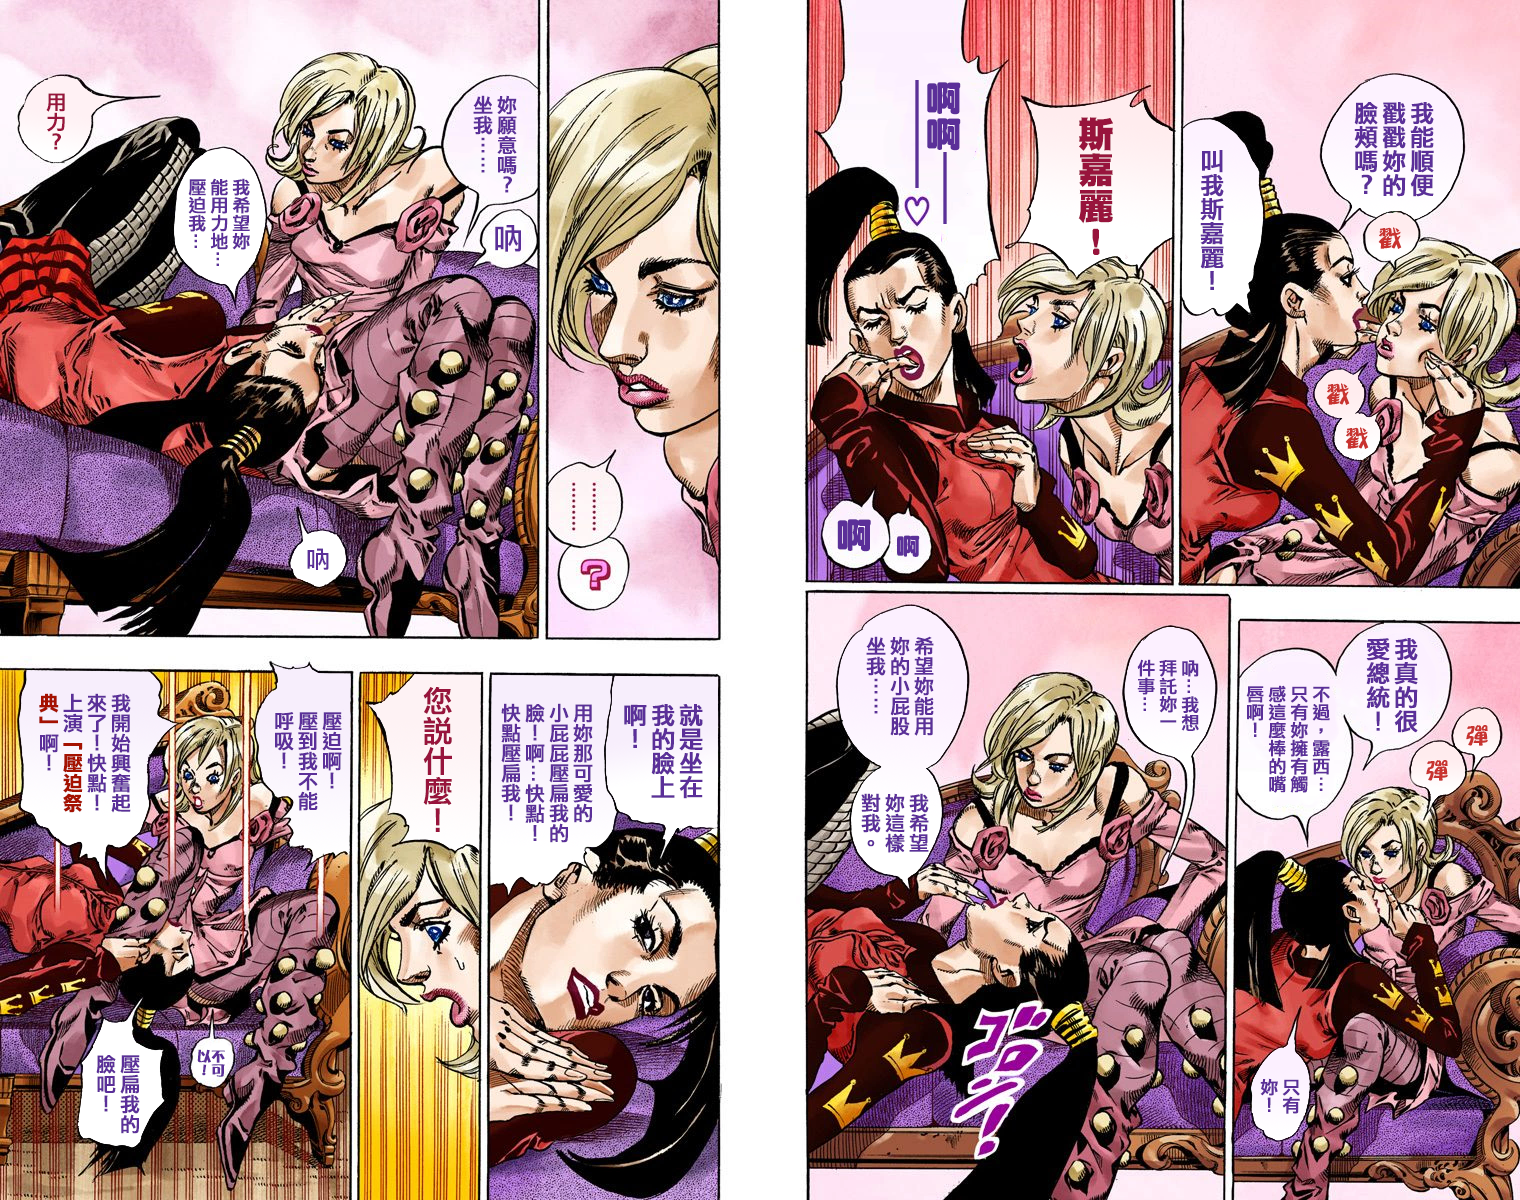 我能順便
戳戳妳的
臉頰嗎？
戳
戳
戳
叫我斯嘉麗！
斯嘉麗！
啊啊——♡
啊
啊
我真的很
愛總統！
不過，露西…
只有妳擁有觸
感這麼棒的嘴
唇啊！
彈
彈
只有
妳！
吶…我想
拜託妳一
件事…
希望妳能用
妳的小屁股
坐我……
我希望
妳這樣
對我。
ゴロン！
………
？
妳願意嗎？
坐我……
吶
我希望妳
能用力地…
壓迫我…
用力？
吶
就是坐在
我的臉上
啊！
用妳那可愛的
小屁屁壓扁我的
臉！啊…快點！
快點壓扁我！
您說什麼！
壓迫啊！
壓到我不能
呼吸！
我開始興奮起
來了！快點！
上演『壓迫祭
典』啊！
不可
以！
壓扁我的
臉吧！